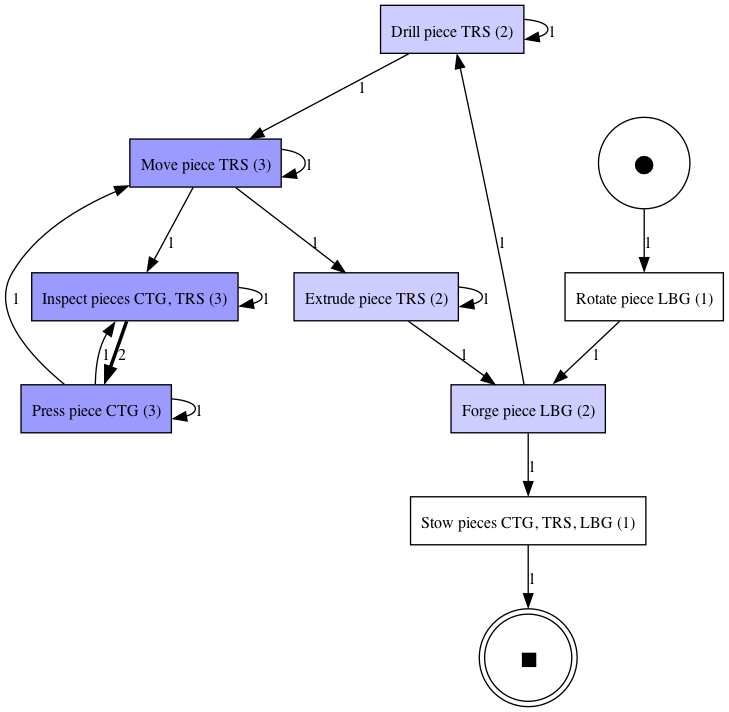 Drill piece TRS (2)
1
1
Move piece TRS (3)
1
1
1
1
Inspect pieces CTG, TRS (3)
1
Extrude piece TRS (2)
1
Rotate piece LBG (1)
1
1
1
2
1
1
Press piece CTG (3)
1
Forge piece LBG (2)
1
Stow pieces CTG, TRS, LBG (1)
1